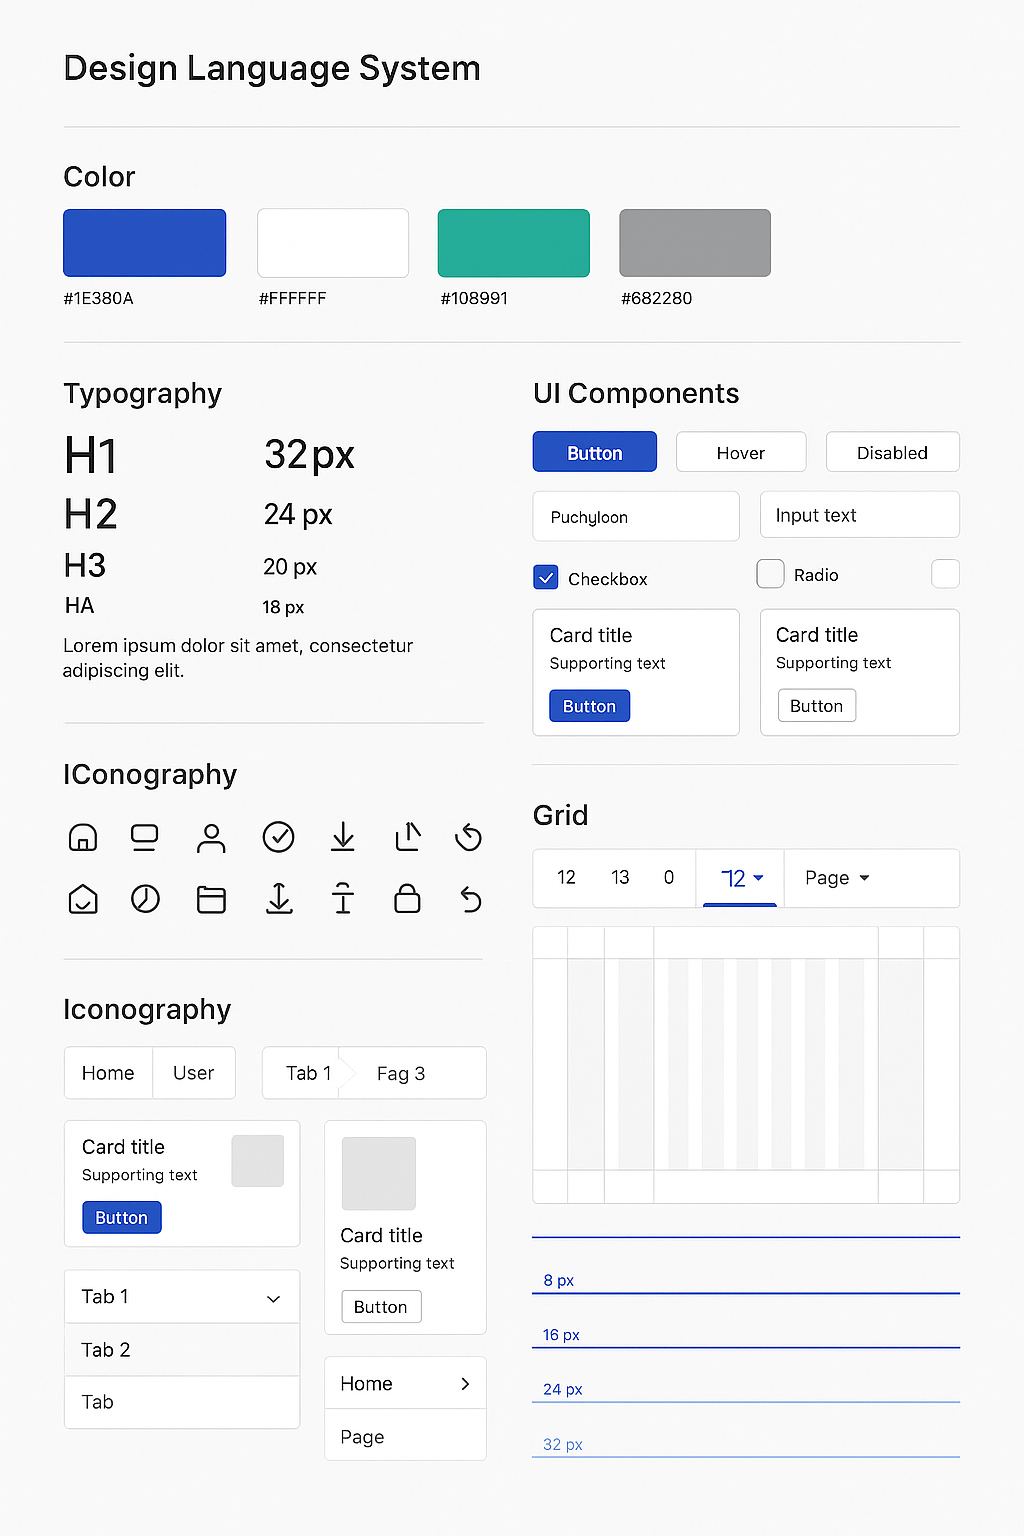 Design Language System
Color
#1E380A
#FFFFFF
#108991
#682280
Typography
H1 32px
H2 24 px
H3 20 px
HA 18 px
Lorem ipsum dolor sit amet, consectetur
adipiscing elit.
UI Components
Button Hover Disabled
Puchyloon Input text
Checkbox Radio
Card title
Supporting text
Button
Card title
Supporting text
Button
IConography
Grid
12 13 0 12 Page
Iconography
Home User
Tab 1 Fag 3
Card title
Supporting text
Button
Card title
Supporting text
Button
Tab 1
Tab 2
Tab
Home
Page
8 px
16 px
24 px
32 px